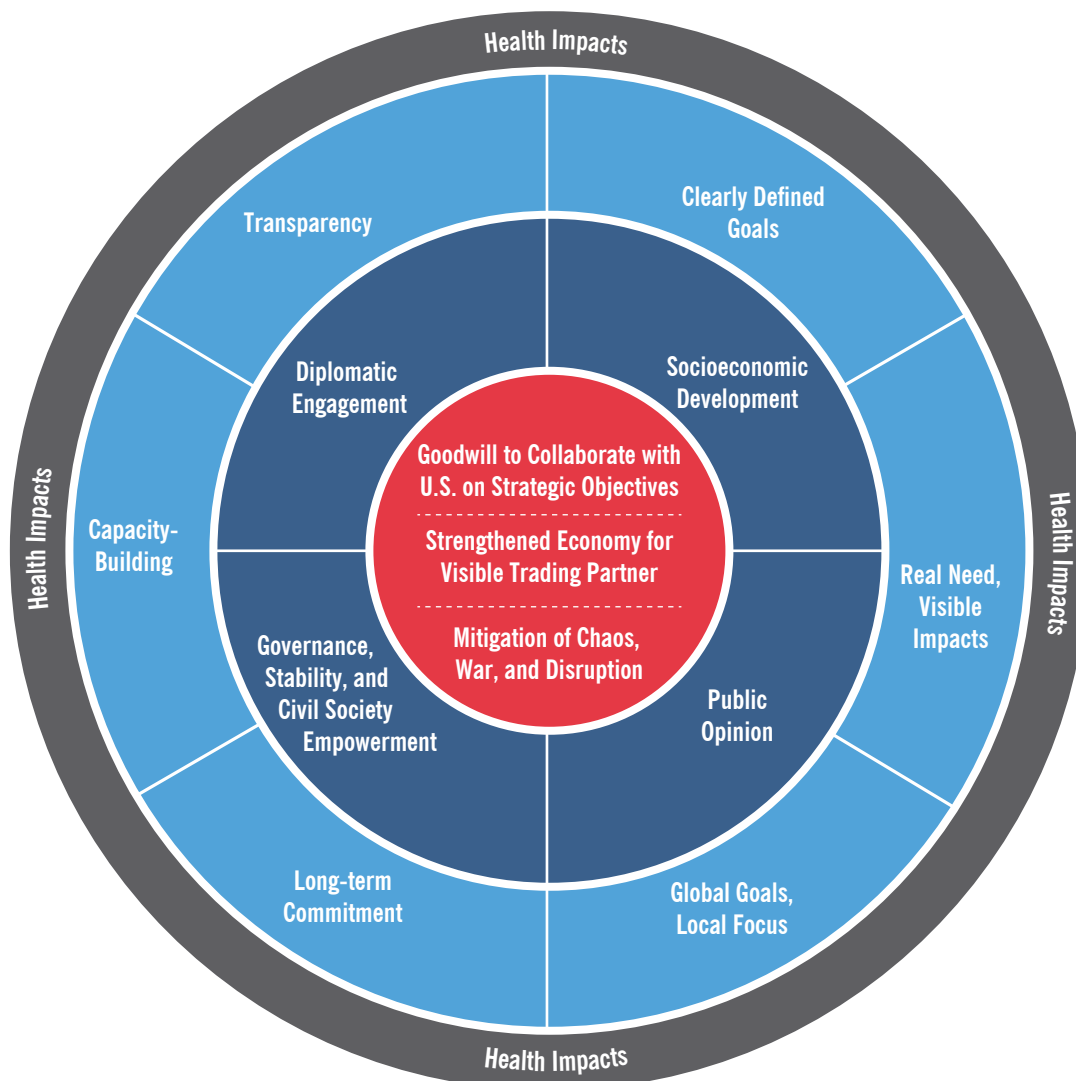 Health Impacts
Transparency
Clearly Defined
Goals
Diplomatic
Engagement
Socioeconomic
Development
Goodwill to Collaborate with
U.S. on Strategic Objectives
Strengthened Economy for
Visible Trading Partner
Mitigation of Chaos,
War, and Disruption
Health Impacts
Capacity-
Building
Real Need,
Visible
Impacts
Health Impacts
Governance,
Stability, and
Civil Society
Empowerment
Public
Opinion
Long-term
Commitment
Global Goals,
Local Focus
Health Impacts